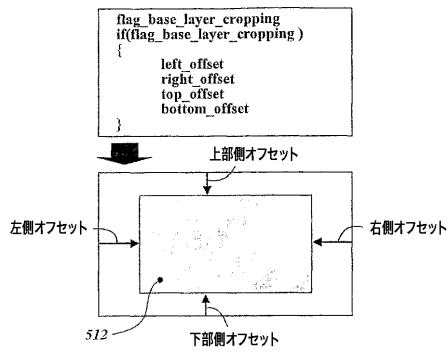 flag_base_layer_cropping
if(flag_base_layer_cropping )
{
left_offset
right_offset
top_offset
bottom_offset
}
上部側オフセット
左側オフセット
右側オフセット
512
下部側オフセット